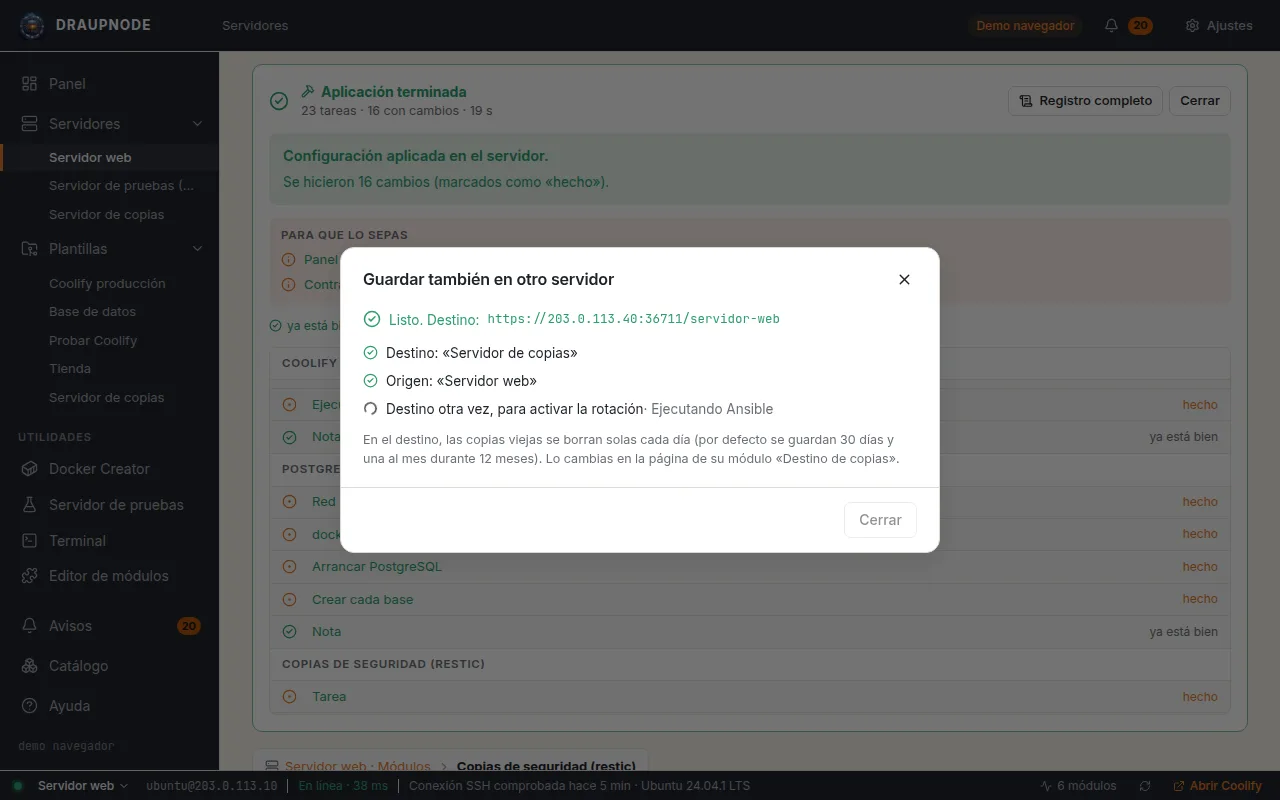 DRAUPNODE
Servidores
Demo navegador
20
Ajustes
Panel
Servidores
Servidor web
Servidor de pruebas (...
Servidor de copias
Plantillas
Coolify producción
Base de datos
Probar Coolify
Tienda
Servidor de copias
UTILIDADES
Docker Creator
Servidor de pruebas
Terminal
Editor de módulos
Avisos
20
Catálogo
Ayuda
demo navegador
Aplicación terminada
23 tareas · 16 con cambios · 19 s
Registro completo
Cerrar
Configuración aplicada en el servidor.
Se hicieron 16 cambios (marcados como «hecho»).
PARA QUE LO SEPAS
Panel
Contr
ya está bi
COOLIFY
Ejecu
hecho
Nota
ya está bien
POSTGRE
Red
hecho
dock
hecho
Arrancar PostgreSQL
hecho
Crear cada base
hecho
Nota
ya está bien
COPIAS DE SEGURIDAD (RESTIC)
Tarea
hecho
Servidor web · Módulos > Copias de seguridad (restic)
Guardar también en otro servidor
Listo. Destino: https://203.0.113.40:36711/servidor-web
Destino: «Servidor de copias»
Origen: «Servidor web»
Destino otra vez, para activar la rotación· Ejecutando Ansible
En el destino, las copias viejas se borran solas cada día (por defecto se guardan 30 días y
una al mes durante 12 meses). Lo cambias en la página de su módulo «Destino de copias».
Cerrar
Servidor web
ubuntu@203.0.113.10
En línea · 38 ms
Conexión SSH comprobada hace 5 min · Ubuntu 24.04.1 LTS
6 módulos
Abrir Coolify